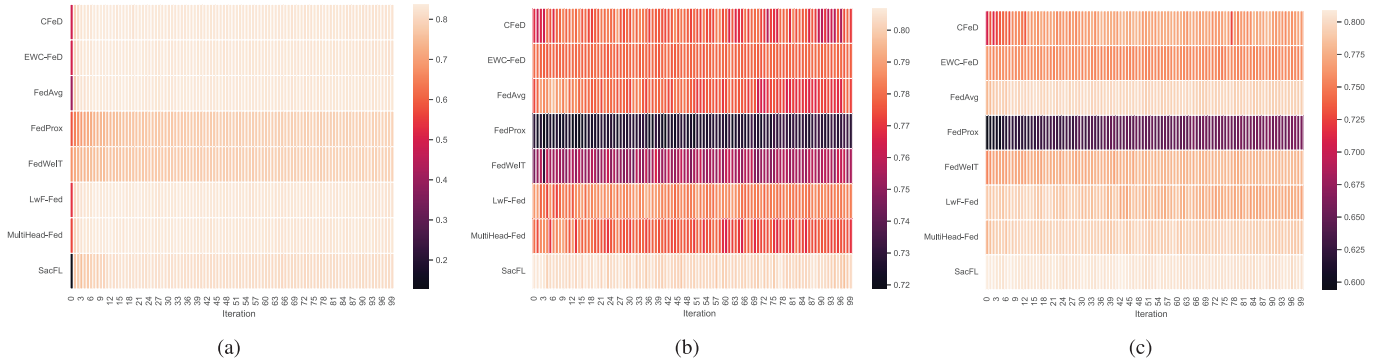 CFeD
EWC-FeD
FedAvg
FedProx
FedWeIT
LwF-Fed
MultiHead-Fed
SacFL
0 3 6 9 12 15 18 21 24 27 30 33 36 39 42 45 48 51 54 57 60 63 66 69 72 75 78 81 84 87 90 93 96 99
Iteration
0.8
0.7
0.6
0.5
0.4
0.3
0.2
(a)
CFeD
EWC-FeD
FedAvg
FedProx
FedWeIT
LwF-Fed
MultiHead-Fed
SacFL
0 3 6 9 12 15 18 21 24 27 30 33 36 39 42 45 48 51 54 57 60 63 66 69 72 75 78 81 84 87 90 93 96 99
Iteration
0.80
0.79
0.78
0.77
0.76
0.75
0.74
0.73
0.72
(b)
CFeD
EWC-FeD
FedAvg
FedProx
FedWeIT
LwF-Fed
MultiHead-Fed
SacFL
0 3 6 9 12 15 18 21 24 27 30 33 36 39 42 45 48 51 54 57 60 63 66 69 72 75 78 81 84 87 90 93 96 99
Iteration
0.800
0.775
0.750
0.725
0.700
0.675
0.650
0.625
0.600
(c)